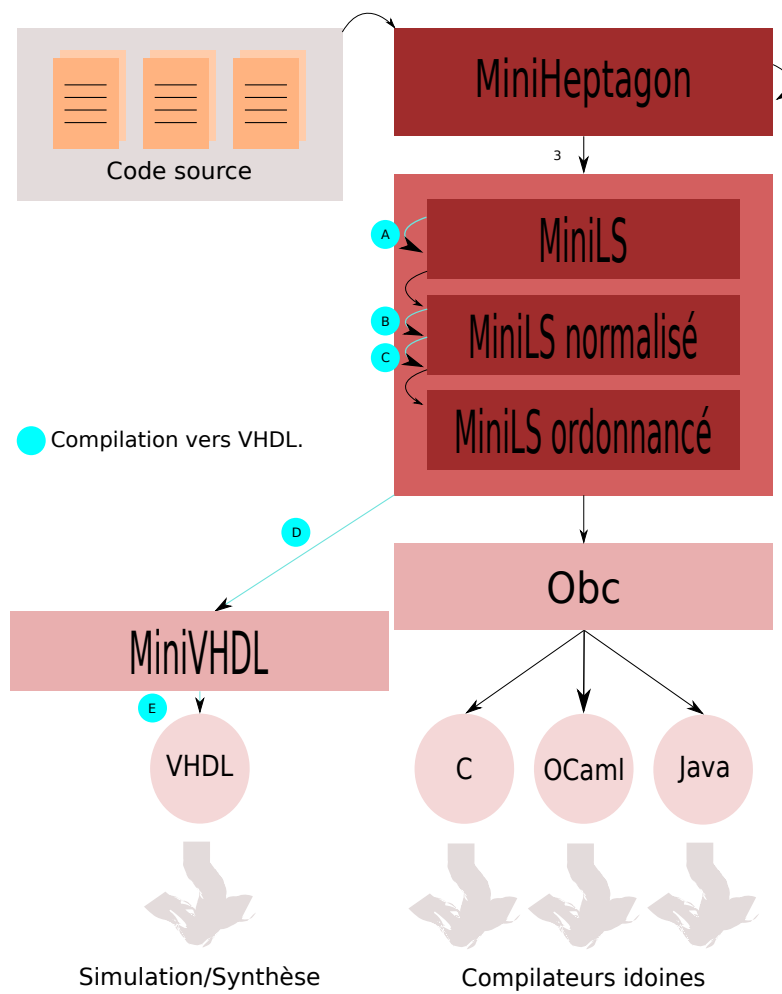 MiniHeptagon
Code source
3
MiniLS
A
MiniLS normalisé
B
C
MiniLS ordonnancé
Compilation vers VHDL.
D
Obc
MiniVHDL
E
VHDL
C
OCaml
Java
Simulation/Synthèse
Compilateurs idoines